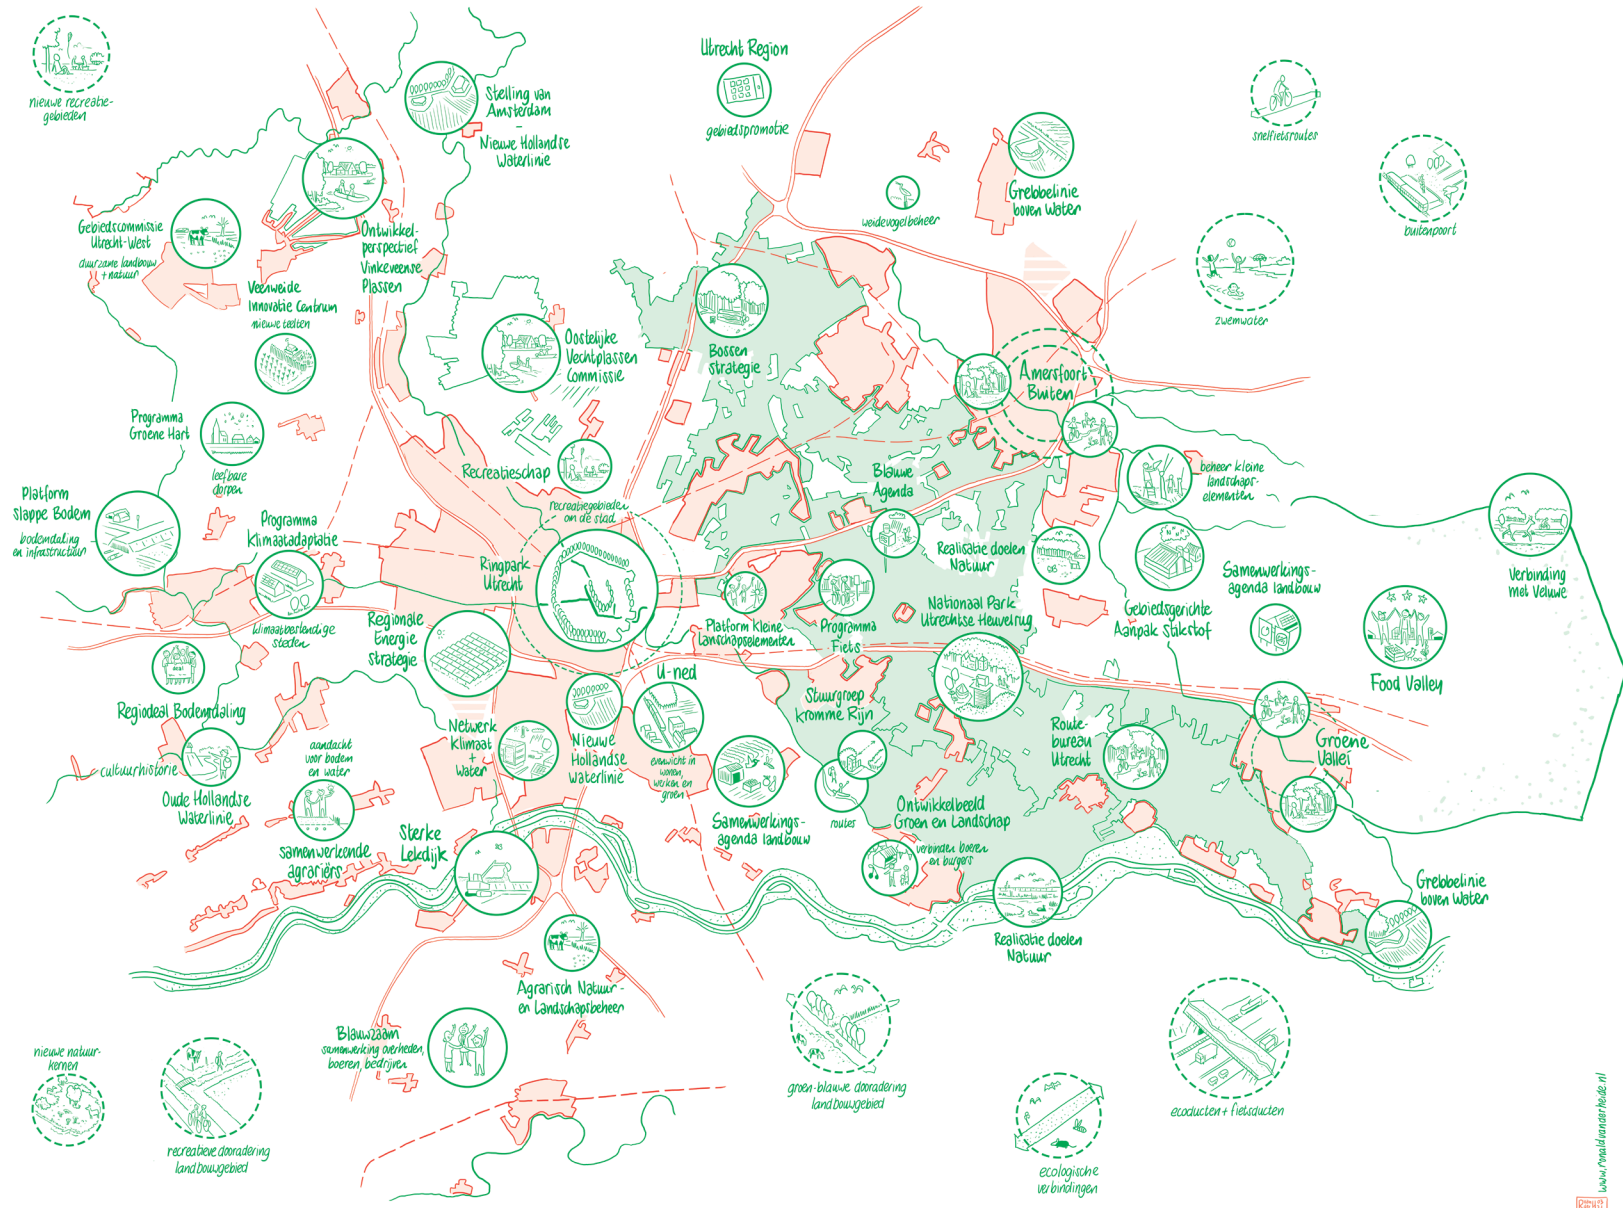 nieuwe recreatie-
gebieden
Stelling van
Amsterdam
-
Nieuwe Hollandse
Waterlinie
Utrecht Region
gebiedspromotie
snelfietsroutes
buitenpoort
Grebbelinie
boven Water
weidevogelbeheer
zwemwater
Gebiedscommissie
Utrecht-West
duurzame landbouw
+ natuur
Ontwikkel-
perspectief
Vinkeveense
Plassen
Veenweide
Innovatie Centrum
nieuwe teelten
Oostelijke
Vechtplassen
Commissie
Bossen
strategie
Amersfoort
Buiten
Programma
Groene Hart
leefbare
dorpen
Recreatieschap
recreatiegebieden
om de stad
Blauwe
Agenda
beheer kleine
landschaps-
elementen
Platform
Slappe Bodem
bodemdaling
en infrastructuur
Programma
Klimaatadaptatie
klimaatbestendige
steden
Ringpark
Utrecht
Realisatie doelen
Natuur
Samenwerkings-
agenda landbouw
Verbinding
met Veluwe
Regionale
Energie
Strategie
Platform Kleine
Lanschapselementen
Programma
Fiets
Nationaal Park
Utrechtse Heuvelrug
Gebiedsgerichte
Aanpak Stikstof
Food Valley
U-ned
evenwicht in
wonen,
werken en
groen
Regiodeal Bodemdaling
Stuurgroep
Kromme Rijn
Netwerk
Klimaat
+
Water
Nieuwe
Hollandse
Waterlinie
Route-
bureau
Utrecht
Groene
Vallei
cultuurhistorie
aandacht
voor bodem
en water
Oude Hollandse
Waterlinie
samenwerkende
agrariërs
Sterke
Lekdijk
Samenwerkings-
agenda landbouw
routes
Ontwikkelbeeld
Groen en Landschap
verbinden boeren
en burgers
Grebbelinie
boven Water
Realisatie doelen
Natuur
Agrarisch Natuur-
en Landschapsbeheer
Blauwzaam
samenwerking overheden,
boeren, bedrijven
nieuwe natuur-
kernen
recreatieve dooradering
landbouwgebied
groen-blauwe dooradering
landbouwgebied
ecologische
verbindingen
ecoducten + fietsducten
www.ronaldvanderheide.nl